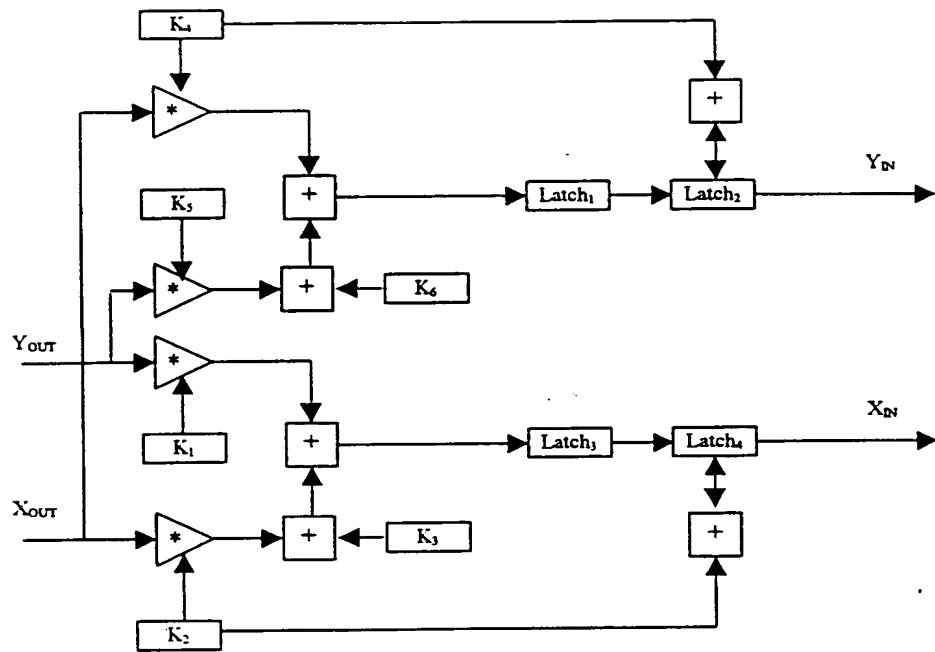 K₄
*
+
K₅
+
Latch₁
Latch₂
Y_IN
*
+
K₆
Y_OUT
*
K₁
+
Latch₃
Latch₄
X_IN
X_OUT
*
+
K₃
+
K₂